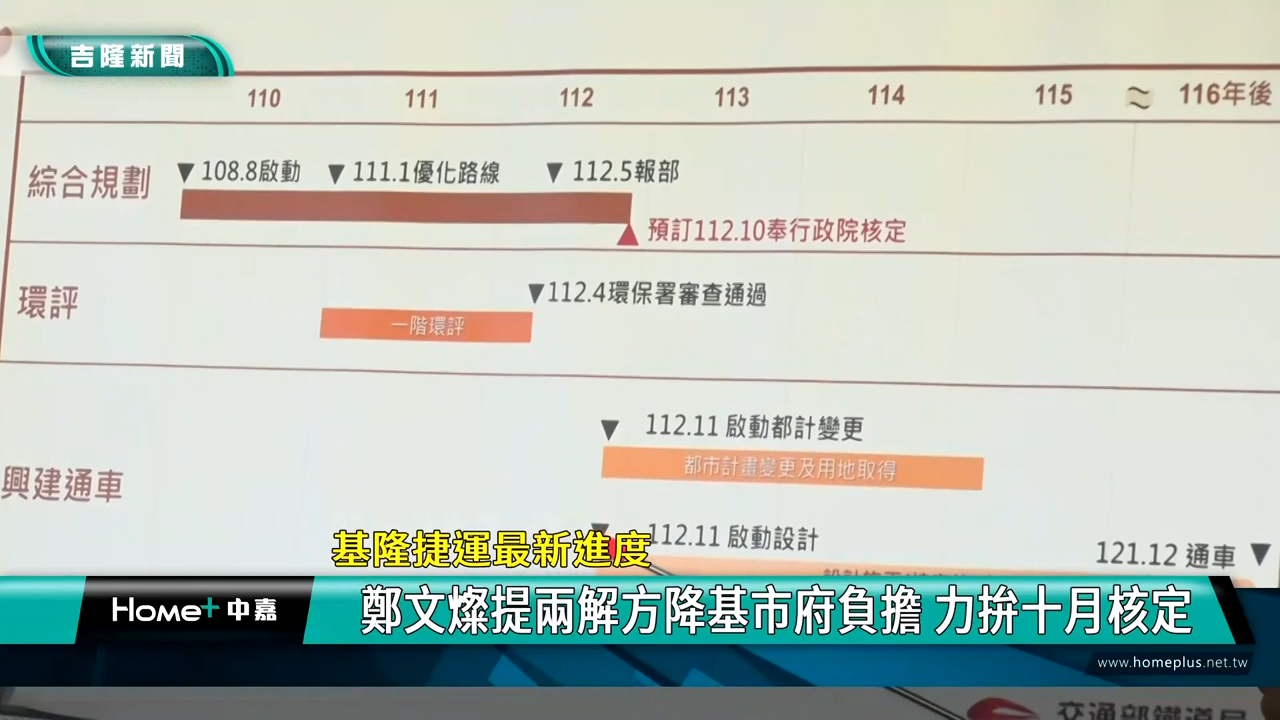 吉隆新聞
110 111 112 113 114 115 ≈ 116年後
綜合規劃 ▼108.8啟動 ▼111.1優化路線 ▼112.5報部
▲預訂112.10奉行政院核定
環評 ▼112.4環保署審查通過
一階環評
▼ 112.11 啟動都計變更
都市計畫變更及用地取得
興建通車
▼ 112.11 啟動設計
121.12 通車 ▼
基隆捷運最新進度
鄭文燦提兩解方降基市府負擔 力拚十月核定
Home+ 中嘉
www.homeplus.net.tw
交通部鐵道局